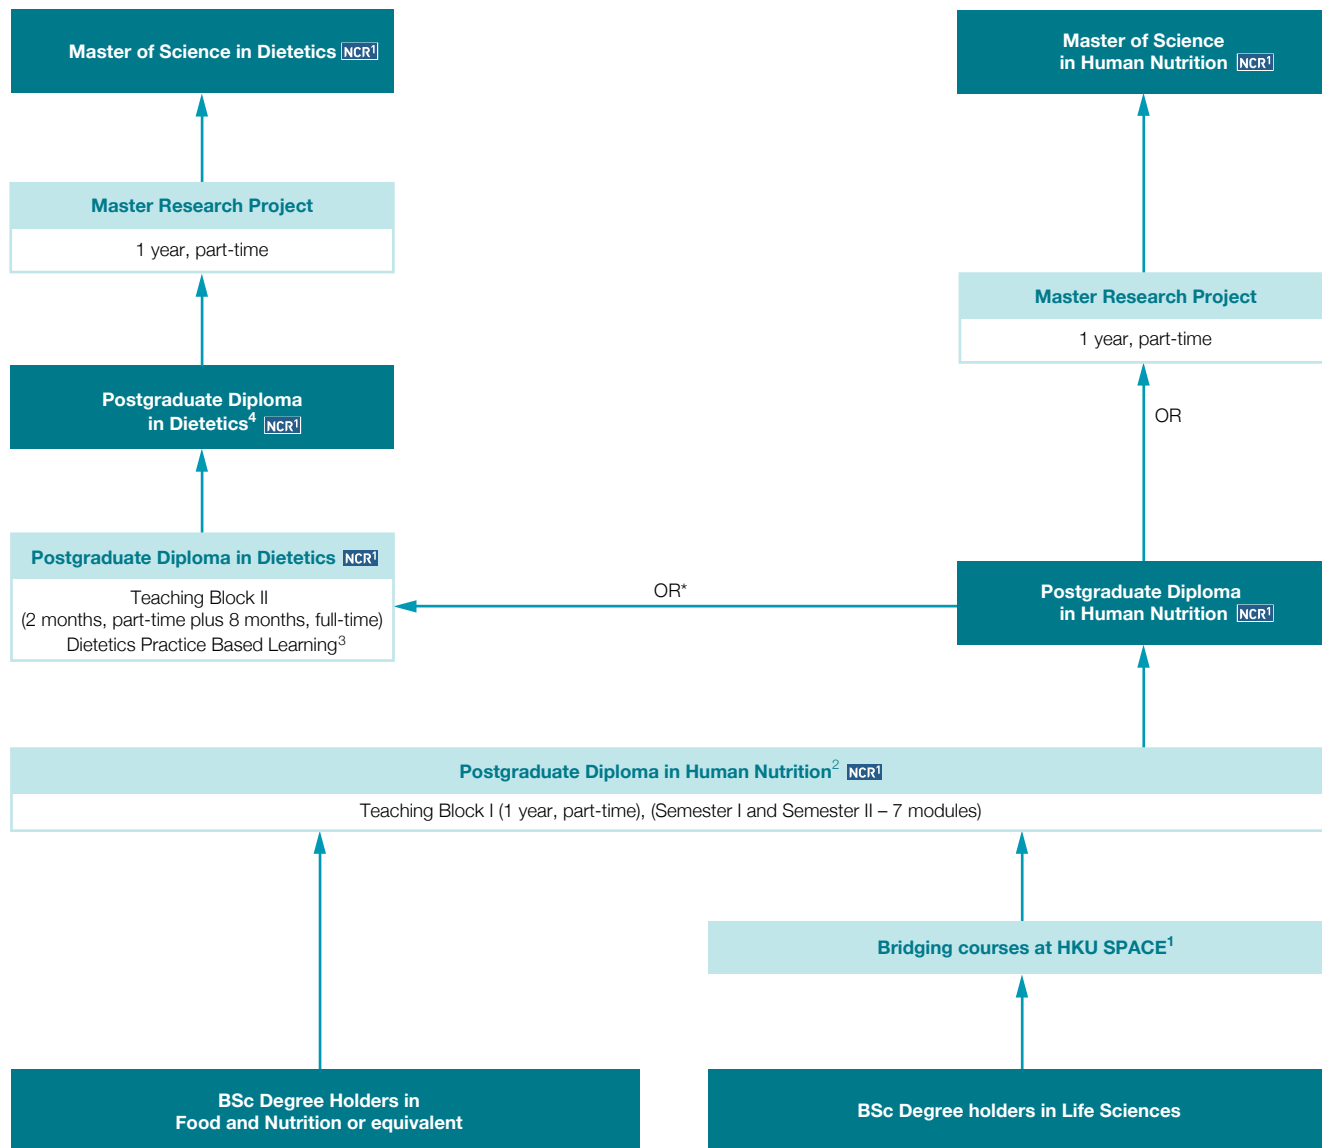 Master of Science in Dietetics NCR¹
Master of Science
in Human Nutrition NCR¹
Master Research Project
1 year, part-time
Master Research Project
1 year, part-time
Postgraduate Diploma
in Dietetics⁴ NCR¹
OR
Postgraduate Diploma in Dietetics NCR¹
Teaching Block II
(2 months, part-time plus 8 months, full-time)
Dietetics Practice Based Learning³
OR*
Postgraduate Diploma
in Human Nutrition NCR¹
Postgraduate Diploma in Human Nutrition² NCR¹
Teaching Block I (1 year, part-time), (Semester I and Semester II – 7 modules)
Bridging courses at HKU SPACE¹
BSc Degree Holders in
Food and Nutrition or equivalent
BSc Degree holders in Life Sciences